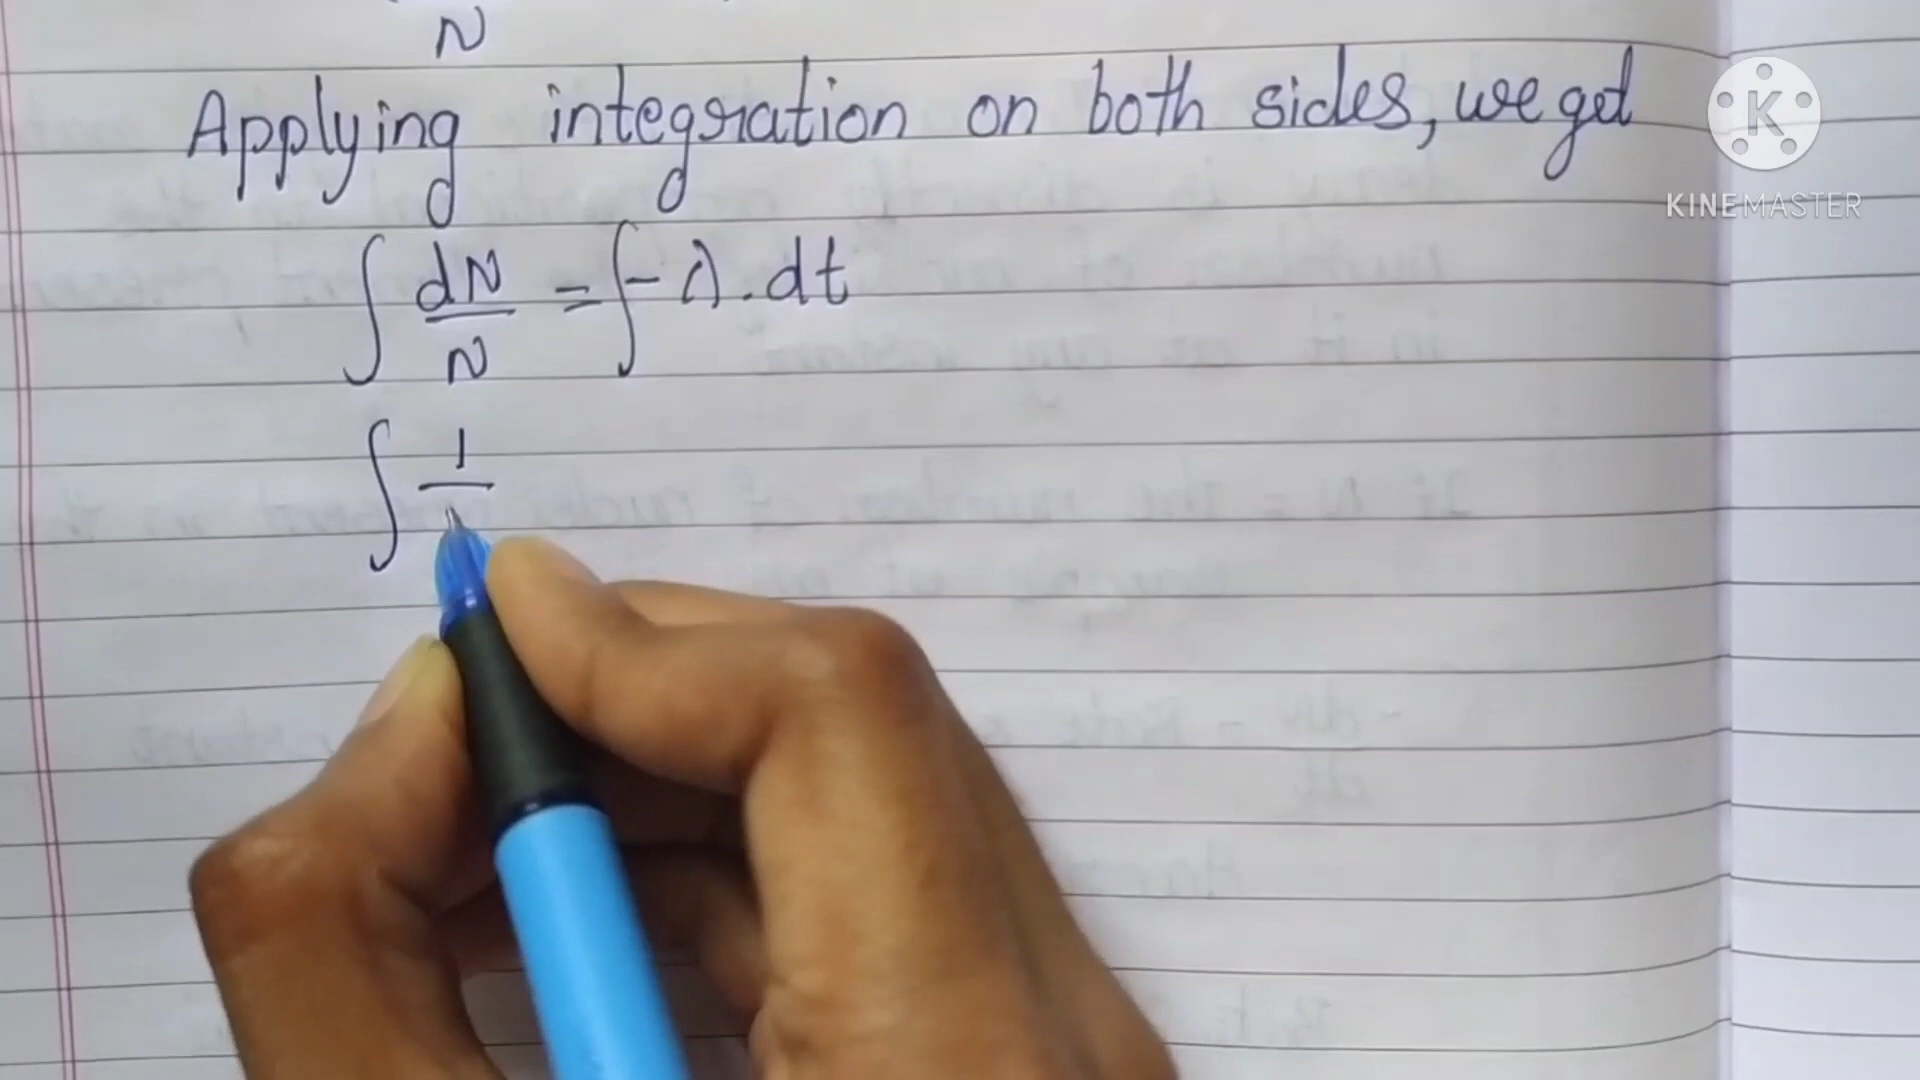 N
Applying integration on both sides, we get
∫ dN/N = ∫ - λ . dt
∫ 1/
K
KINEMASTER